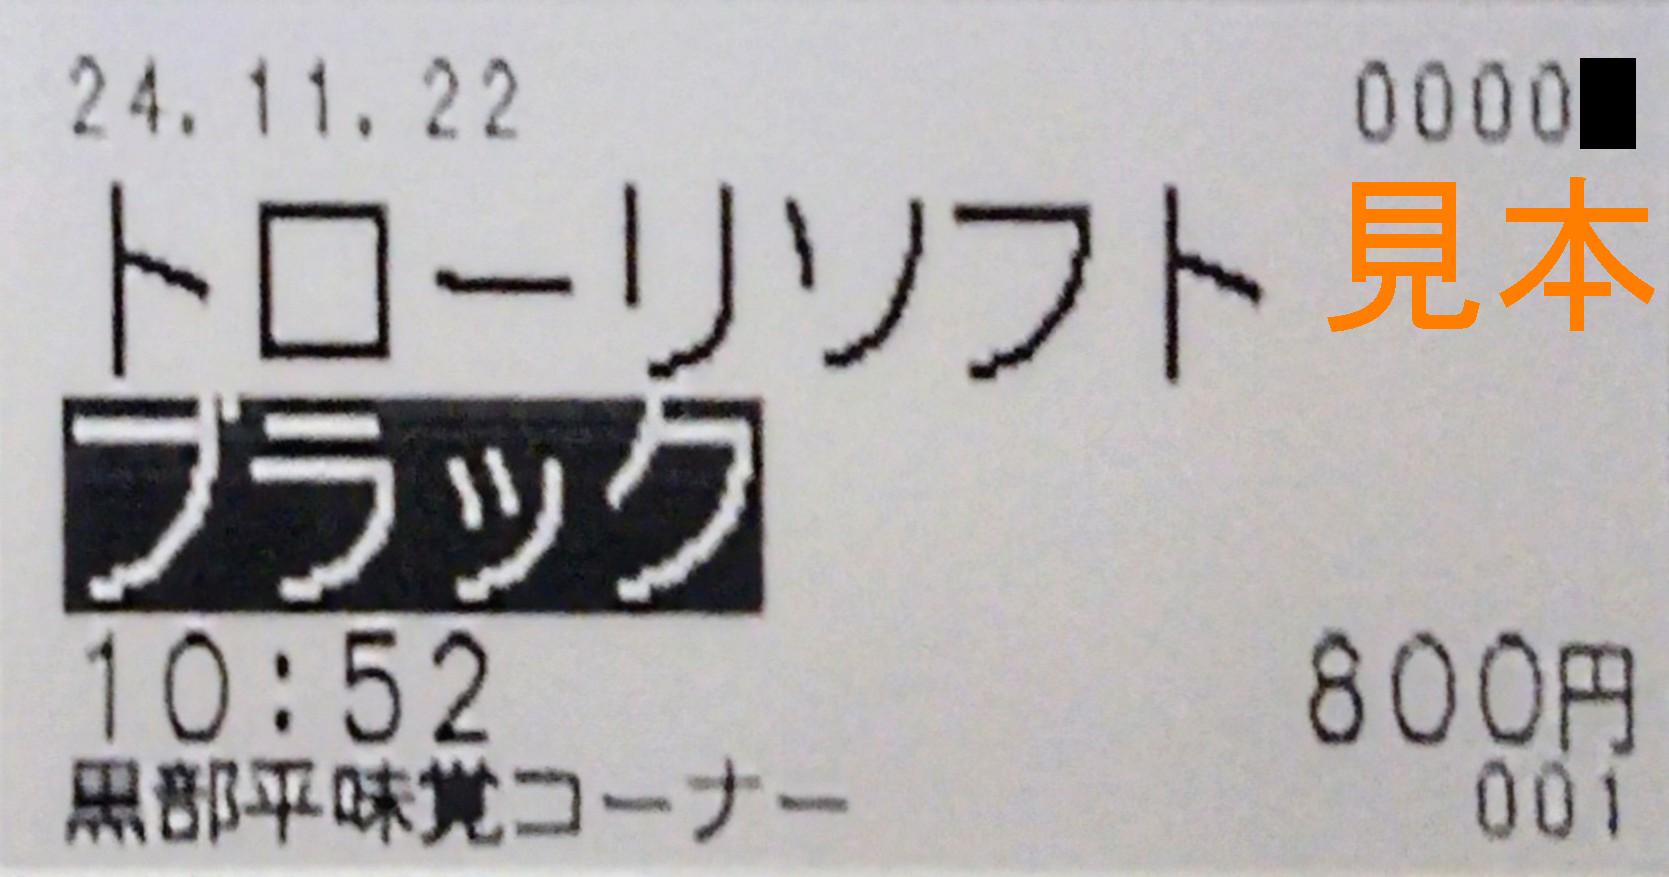 24.11.22 0000
トローリソフト 見本
ブラック
10:52 800円
黒部平味覚コーナー 001